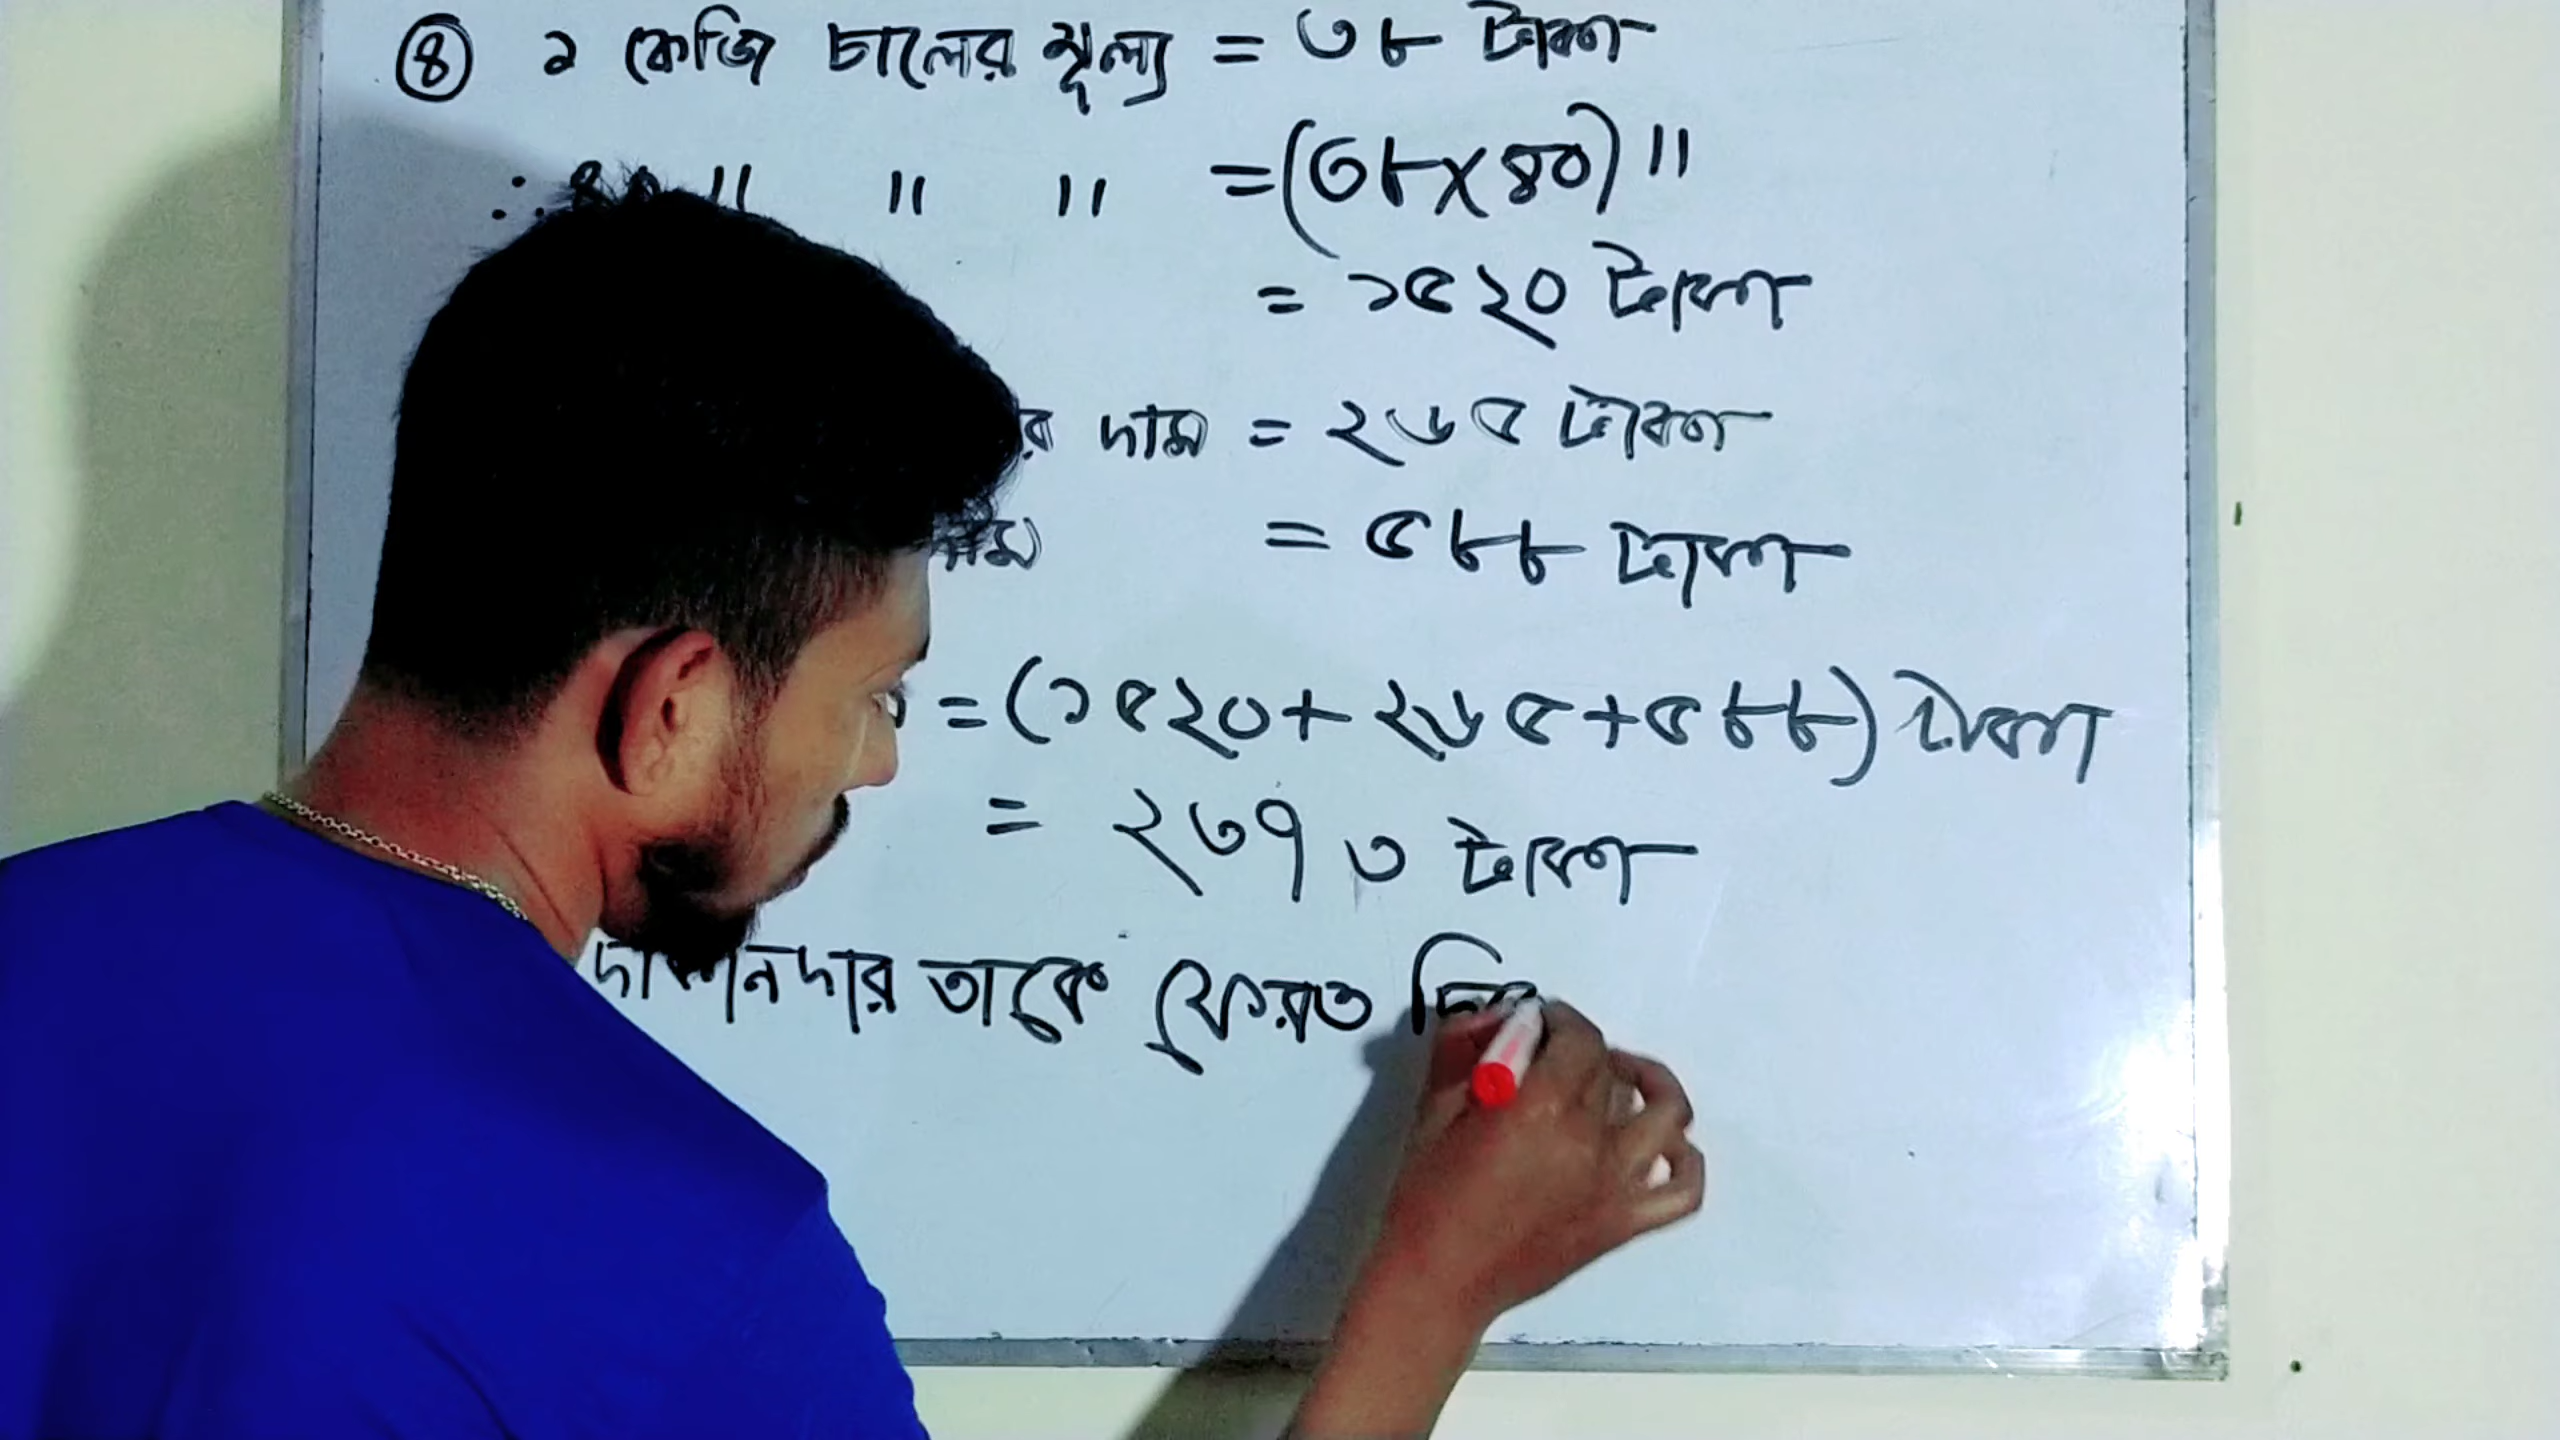 ৪ ১ কেজি চালের মূল্য = ৩৮ টাকা
∴ ৪০ " " " = (৩৮×৪০) "
= ১৫২০ টাকা
র দাম = ২৬৫ টাকা
দাম = ৫৮৮ টাকা
= (১৫২০+২৬৫+৫৮৮) টাকা
= ২৩৭৩ টাকা
দোকানদার তাকে ফেরত দিবে